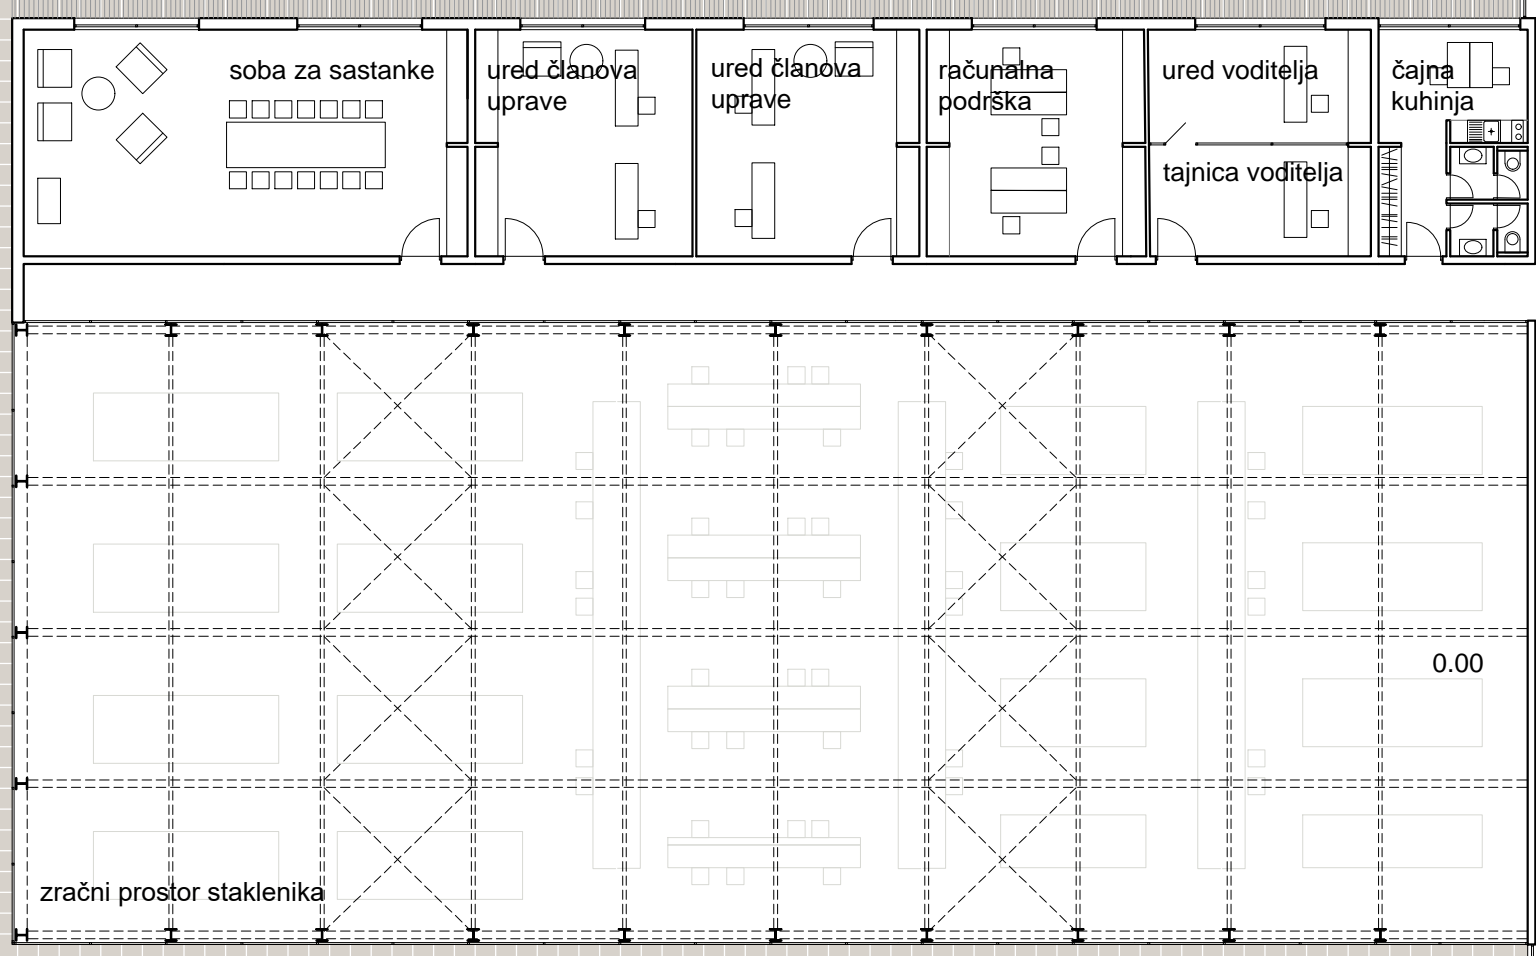 soba za sastanke
ured članova
uprave
ured članova
uprave
računalna
podrška
ured voditelja
tajnica voditelja
čajna
kuhinja
0.00
zračni prostor staklenika